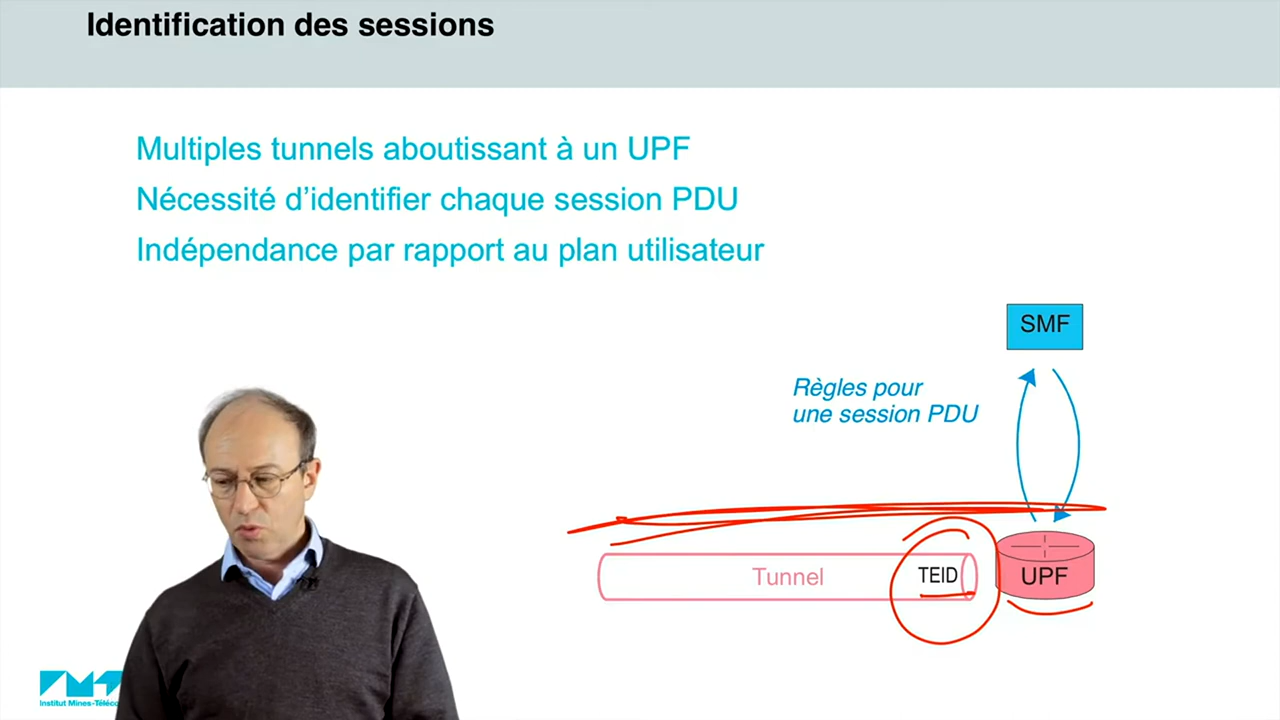 Identification des sessions
Multiples tunnels aboutissant à un UPF
Nécessité d’identifier chaque session PDU
Indépendance par rapport au plan utilisateur
SMF
Règles pour
une session PDU
Tunnel
TEID
UPF
Institut Mines-Téléco